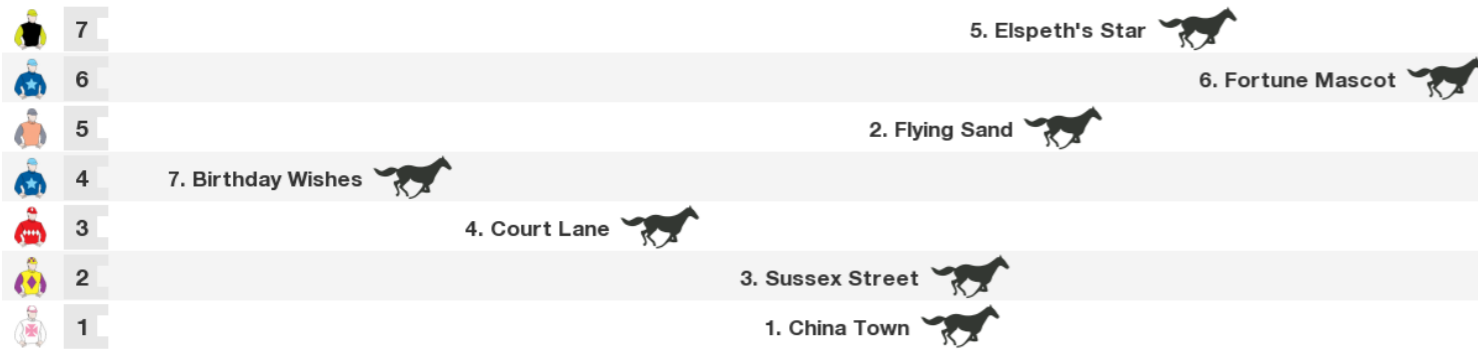 7 5. Elspeth's Star
6 6. Fortune Mascot
5 2. Flying Sand
4 7. Birthday Wishes
3 4. Court Lane
2 3. Sussex Street
1 1. China Town